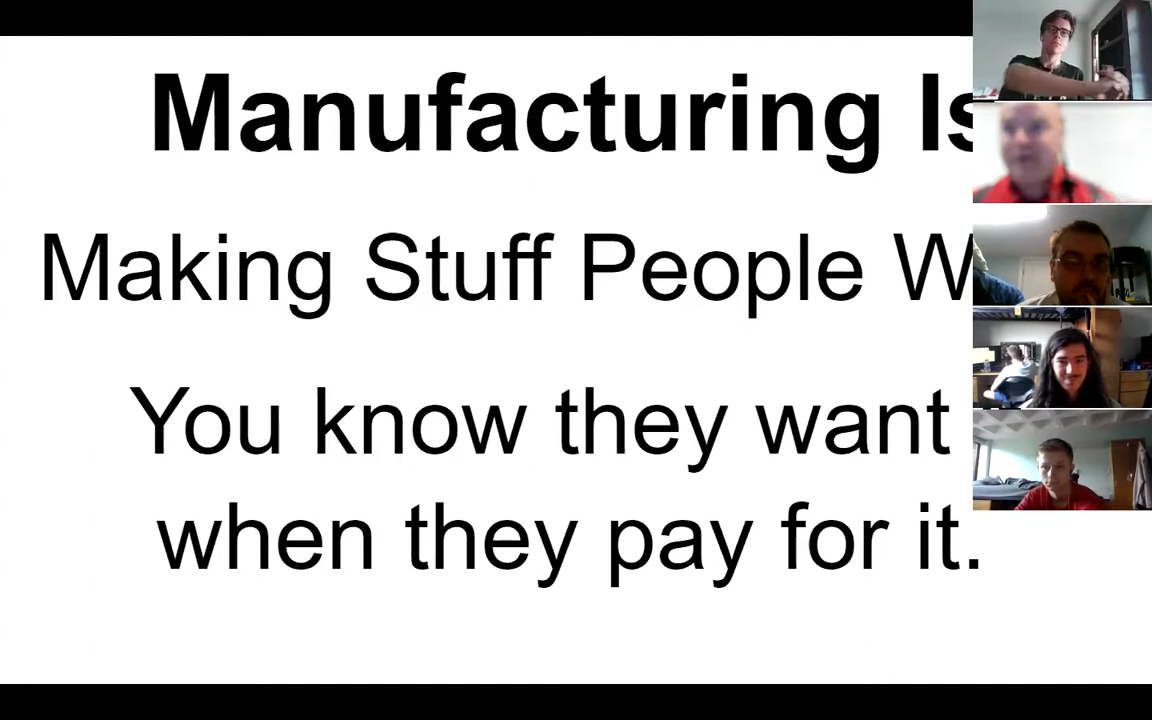 Manufacturing Is
Making Stuff People W
You know they want
when they pay for it.